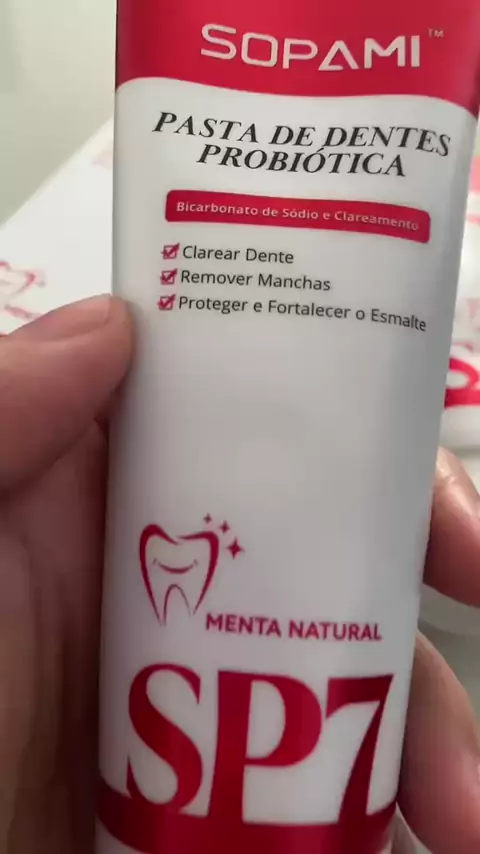 SOPAMI™
PASTA DE DENTES
PROBIÓTICA
Bicarbonato de Sódio e Clareamento
Clarear Dente
Remover Manchas
Proteger e Fortalecer o Esmalte
MENTA NATURAL
SP7